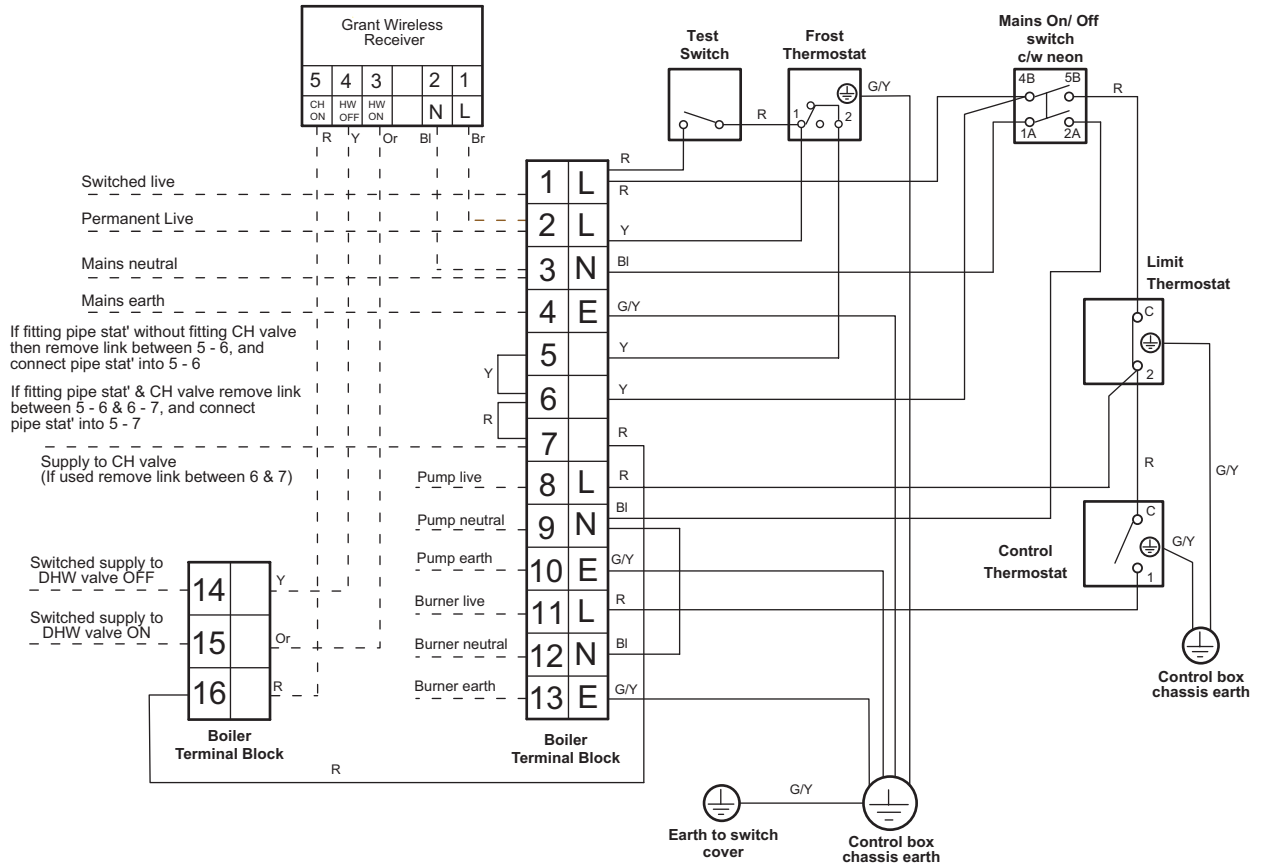 Grant Wireless
Receiver
5 4 3 2 1
CH ON HW OFF HW ON N L
R Y Or Bl Br
Test
Switch
Frost
Thermostat
Mains On/ Off
switch
c/w neon
4B 5B
1A 2A
R
1 2
G/Y
R
Switched live
1 L
R
R
Permanent Live
2 L
Y
Mains neutral
3 N
Bl
Mains earth
4 E
G/Y
If fitting pipe stat' without fitting CH valve
then remove link between 5 - 6, and
connect pipe stat' into 5 - 6
If fitting pipe stat' & CH valve remove link
between 5 - 6 & 6 - 7, and connect
pipe stat' into 5 - 7
Y
5
Y
6
Y
R
7
R
Supply to CH valve
(If used remove link between 6 & 7)
Pump live
8 L
R
Pump neutral
9 N
Bl
Pump earth
10 E
G/Y
Burner live
11 L
R
Burner neutral
12 N
Bl
Burner earth
13 E
G/Y
Boiler
Terminal Block
Limit
Thermostat
C
2
R
G/Y
Control
Thermostat
C
1
G/Y
Control box
chassis earth
Switched supply to
DHW valve OFF
14
Y
Switched supply to
DHW valve ON
15
Or
16
R
Boiler
Terminal Block
R
G/Y
Earth to switch
cover
Control box
chassis earth